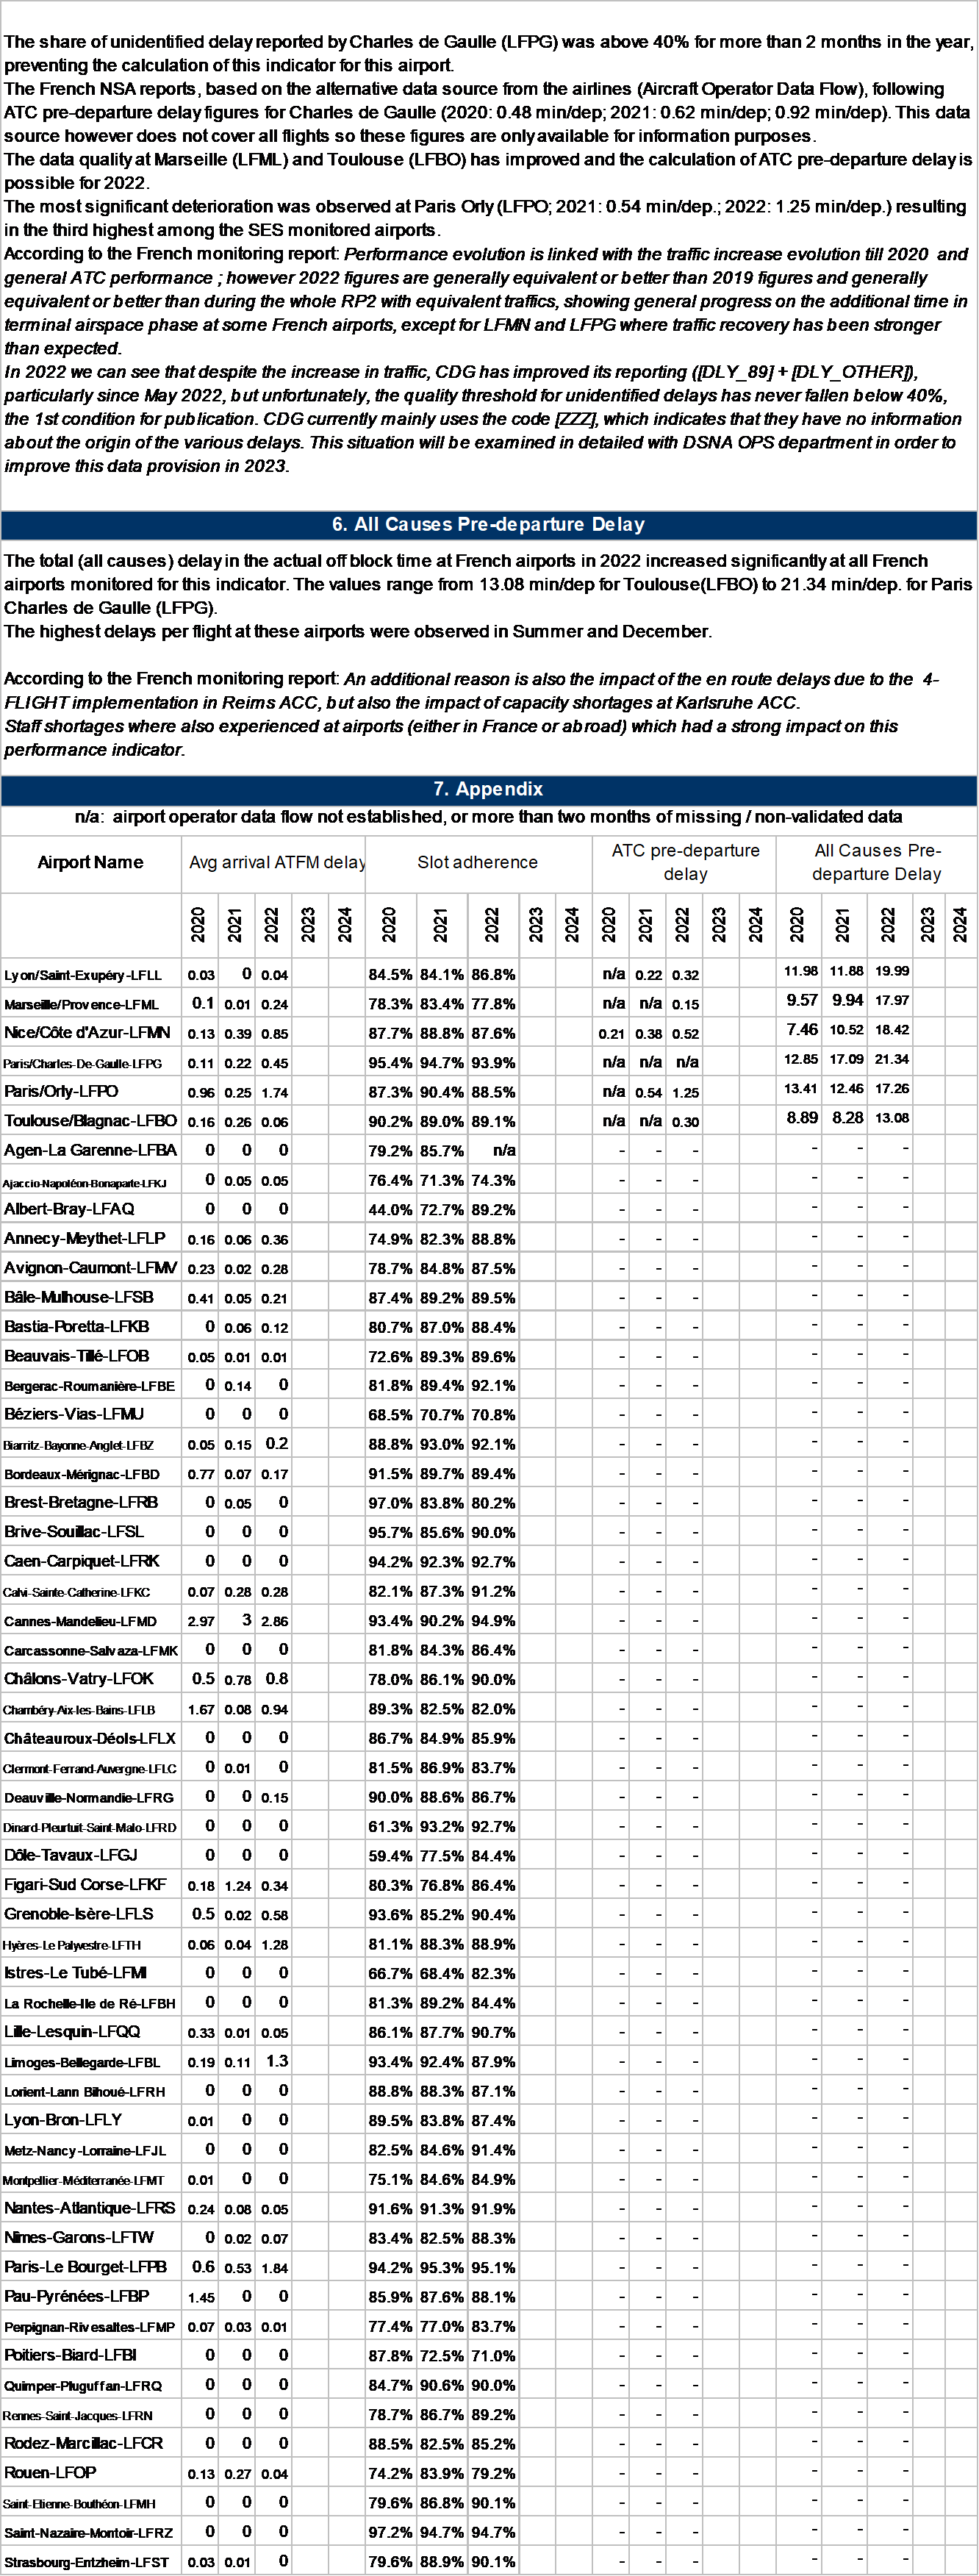 The share of unidentified delay reported by Charles de Gaulle (LFPG) was above 40% for more than 2 months in the year,
preventing the calculation of this indicator for this airport.
The French NSA reports, based on the alternative data source from the airlines (Aircraft Operator Data Flow), following
ATC pre-departure delay figures for Charles de Gaulle (2020: 0.48 min/dep; 2021: 0.62 min/dep; 0.92 min/dep). This data
source however does not cover all flights so these figures are only available for information purposes.
The data quality at Marseille (LFML) and Toulouse (LFBO) has improved and the calculation of ATC pre-departure delay is
possible for 2022.
The most significant deterioration was observed at Paris Orly (LFPO; 2021: 0.54 min/dep.; 2022: 1.25 min/dep.) resulting
in the third highest among the SES monitored airports.
According to the French monitoring report: Performance evolution is linked with the traffic increase evolution till 2020 and
general ATC performance ; however 2022 figures are generally equivalent or better than 2019 figures and generally
equivalent or better than during the whole RP2 with equivalent traffics, showing general progress on the additional time in
terminal airspace phase at some French airports, except for LFMN and LFPG where traffic recovery has been stronger
than expected.
In 2022 we can see that despite the increase in traffic, CDG has improved its reporting ([DLY_89] + [DLY_OTHER]),
particularly since May 2022, but unfortunately, the quality threshold for unidentified delays has never fallen below 40%,
the 1st condition for publication. CDG currently mainly uses the code [ZZZ], which indicates that they have no information
about the origin of the various delays. This situation will be examined in detailed with DSNA OPS department in order to
improve this data provision in 2023.
6. All Causes Pre-departure Delay
The total (all causes) delay in the actual off block time at French airports in 2022 increased significantly at all French
airports monitored for this indicator. The values range from 13.08 min/dep for Toulouse(LFBO) to 21.34 min/dep. for Paris
Charles de Gaulle (LFPG).
The highest delays per flight at these airports were observed in Summer and December.
According to the French monitoring report: An additional reason is also the impact of the en route delays due to the 4-
FLIGHT implementation in Reims ACC, but also the impact of capacity shortages at Karlsruhe ACC.
Staff shortages where also experienced at airports (either in France or abroad) which had a strong impact on this
performance indicator.
7. Appendix
n/a: airport operator data flow not established, or more than two months of missing / non-validated data
Airport Name Avg arrival ATFM delay Slot adherence ATC pre-departure delay All Causes Pre-departure Delay
2020 2021 2022 2023 2024 2020 2021 2022 2023 2024 2020 2021 2022 2023 2024 2020 2021 2022 2023 2024
Lyon/Saint-Exupéry-LFLL 0.03 0 0.04 84.5% 84.1% 86.8% n/a 0.22 0.32 11.98 11.88 19.99
Marseille/Provence-LFML 0.1 0.01 0.24 78.3% 83.4% 77.8% n/a n/a 0.15 9.57 9.94 17.97
Nice/Côte d'Azur-LFMN 0.13 0.39 0.85 87.7% 88.8% 87.6% 0.21 0.38 0.52 7.46 10.52 18.42
Paris/Charles-De-Gaulle-LFPG 0.11 0.22 0.45 95.4% 94.7% 93.9% n/a n/a n/a 12.85 17.09 21.34
Paris/Orly-LFPO 0.96 0.25 1.74 87.3% 90.4% 88.5% n/a 0.54 1.25 13.41 12.46 17.26
Toulouse/Blagnac-LFBO 0.16 0.26 0.06 90.2% 89.0% 89.1% n/a n/a 0.30 8.89 8.28 13.08
Agen-La Garenne-LFBA 0 0 0 79.2% 85.7% n/a - - - - - -
Ajaccio-Napoléon-Bonaparte-LFKJ 0 0.05 0.05 76.4% 71.3% 74.3% - - - - - -
Albert-Bray-LFAQ 0 0 0 44.0% 72.7% 89.2% - - - - - -
Annecy-Meythet-LFLP 0.16 0.06 0.36 74.9% 82.3% 88.8% - - - - - -
Avignon-Caumont-LFMV 0.23 0.02 0.28 78.7% 84.8% 87.5% - - - - - -
Bâle-Mulhouse-LFSB 0.41 0.05 0.21 87.4% 89.2% 89.5% - - - - - -
Bastia-Poretta-LFKB 0 0.06 0.12 80.7% 87.0% 88.4% - - - - - -
Beauvais-Tillé-LFOB 0.05 0.01 0.01 72.6% 89.3% 89.6% - - - - - -
Bergerac-Roumanière-LFBE 0 0.14 0 81.8% 89.4% 92.1% - - - - - -
Béziers-Vias-LFMU 0 0 0 68.5% 70.7% 70.8% - - - - - -
Biarritz-Bayonne-Anglet-LFBZ 0.05 0.15 0.2 88.8% 93.0% 92.1% - - - - - -
Bordeaux-Mérignac-LFBD 0.77 0.07 0.17 91.5% 89.7% 89.4% - - - - - -
Brest-Bretagne-LFRB 0 0.05 0 97.0% 83.8% 80.2% - - - - - -
Brive-Souillac-LFSL 0 0 0 95.7% 85.6% 90.0% - - - - - -
Caen-Carpiquet-LFRK 0 0 0 94.2% 92.3% 92.7% - - - - - -
Calvi-Sainte-Catherine-LFKC 0.07 0.28 0.28 82.1% 87.3% 91.2% - - - - - -
Cannes-Mandelieu-LFMD 2.97 3 2.86 93.4% 90.2% 94.9% - - - - - -
Carcassonne-Salvaza-LFMK 0 0 0 81.8% 84.3% 86.4% - - - - - -
Châlons-Vatry-LFOK 0.5 0.78 0.8 78.0% 86.1% 90.0% - - - - - -
Chambéry-Aix-les-Bains-LFLB 1.67 0.08 0.94 89.3% 82.5% 82.0% - - - - - -
Châteauroux-Déols-LFLX 0 0 0 86.7% 84.9% 85.9% - - - - - -
Clermont-Ferrand-Auvergne-LFLC 0 0.01 0 81.5% 86.9% 83.7% - - - - - -
Deauville-Normandie-LFRG 0 0 0.15 90.0% 88.6% 86.7% - - - - - -
Dinard-Pleurtuit-Saint-Malo-LFRD 0 0 0 61.3% 93.2% 92.7% - - - - - -
Dôle-Tavaux-LFGJ 0 0 0 59.4% 77.5% 84.4% - - - - - -
Figari-Sud Corse-LFKF 0.18 1.24 0.34 80.3% 76.8% 86.4% - - - - - -
Grenoble-Isère-LFLS 0.5 0.02 0.58 93.6% 85.2% 90.4% - - - - - -
Hyères-Le Palyvestre-LFTH 0.06 0.04 1.28 81.1% 88.3% 88.9% - - - - - -
Istres-Le Tubé-LFMI 0 0 0 66.7% 68.4% 82.3% - - - - - -
La Rochelle-Ile de Ré-LFBH 0 0 0 81.3% 89.2% 84.4% - - - - - -
Lille-Lesquin-LFQQ 0.33 0.01 0.05 86.1% 87.7% 90.7% - - - - - -
Limoges-Bellegarde-LFBL 0.19 0.11 1.3 93.4% 92.4% 87.9% - - - - - -
Lorient-Lann Bihoué-LFRH 0 0 0 88.8% 88.3% 87.1% - - - - - -
Lyon-Bron-LFLY 0.01 0 0 89.5% 83.8% 87.4% - - - - - -
Metz-Nancy-Lorraine-LFJL 0 0 0 82.5% 84.6% 91.4% - - - - - -
Montpellier-Méditerranée-LFMT 0.01 0 0 75.1% 84.6% 84.9% - - - - - -
Nantes-Atlantique-LFRS 0.24 0.08 0.05 91.6% 91.3% 91.9% - - - - - -
Nîmes-Garons-LFTW 0 0.02 0.07 83.4% 82.5% 88.3% - - - - - -
Paris-Le Bourget-LFPB 0.6 0.53 1.84 94.2% 95.3% 95.1% - - - - - -
Pau-Pyrénées-LFBP 1.45 0 0 85.9% 87.6% 88.1% - - - - - -
Perpignan-Rivesaltes-LFMP 0.07 0.03 0.01 77.4% 77.0% 83.7% - - - - - -
Poitiers-Biard-LFBI 0 0 0 87.8% 72.5% 71.0% - - - - - -
Quimper-Pluguffan-LFRQ 0 0 0 84.7% 90.6% 90.0% - - - - - -
Rennes-Saint-Jacques-LFRN 0 0 0 78.7% 86.7% 89.2% - - - - - -
Rodez-Marcillac-LFCR 0 0 0 88.5% 82.5% 85.2% - - - - - -
Rouen-LFOP 0.13 0.27 0.04 74.2% 83.9% 79.2% - - - - - -
Saint-Etienne-Bouthéon-LFMH 0 0 0 79.6% 86.8% 90.1% - - - - - -
Saint-Nazaire-Montoir-LFRZ 0 0 0 97.2% 94.7% 94.7% - - - - - -
Strasbourg-Entzheim-LFST 0.03 0.01 0 79.6% 88.9% 90.1% - - - - - -